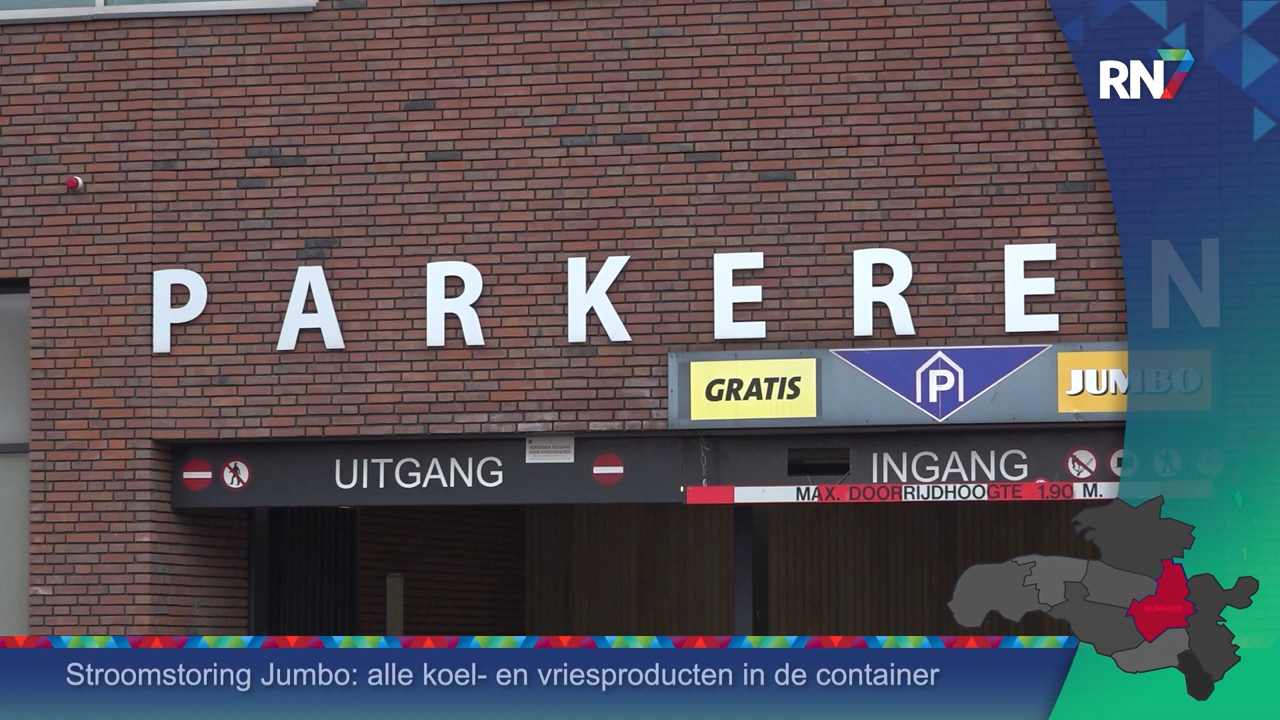 RN7
PARKEREN
GRATIS P JUMBO
UITGANG INGANG
MAX. DOORRIJDHOOGTE 1.90 M.
NIJMEGEN
Stroomstoring Jumbo: alle koel- en vriesproducten in de container